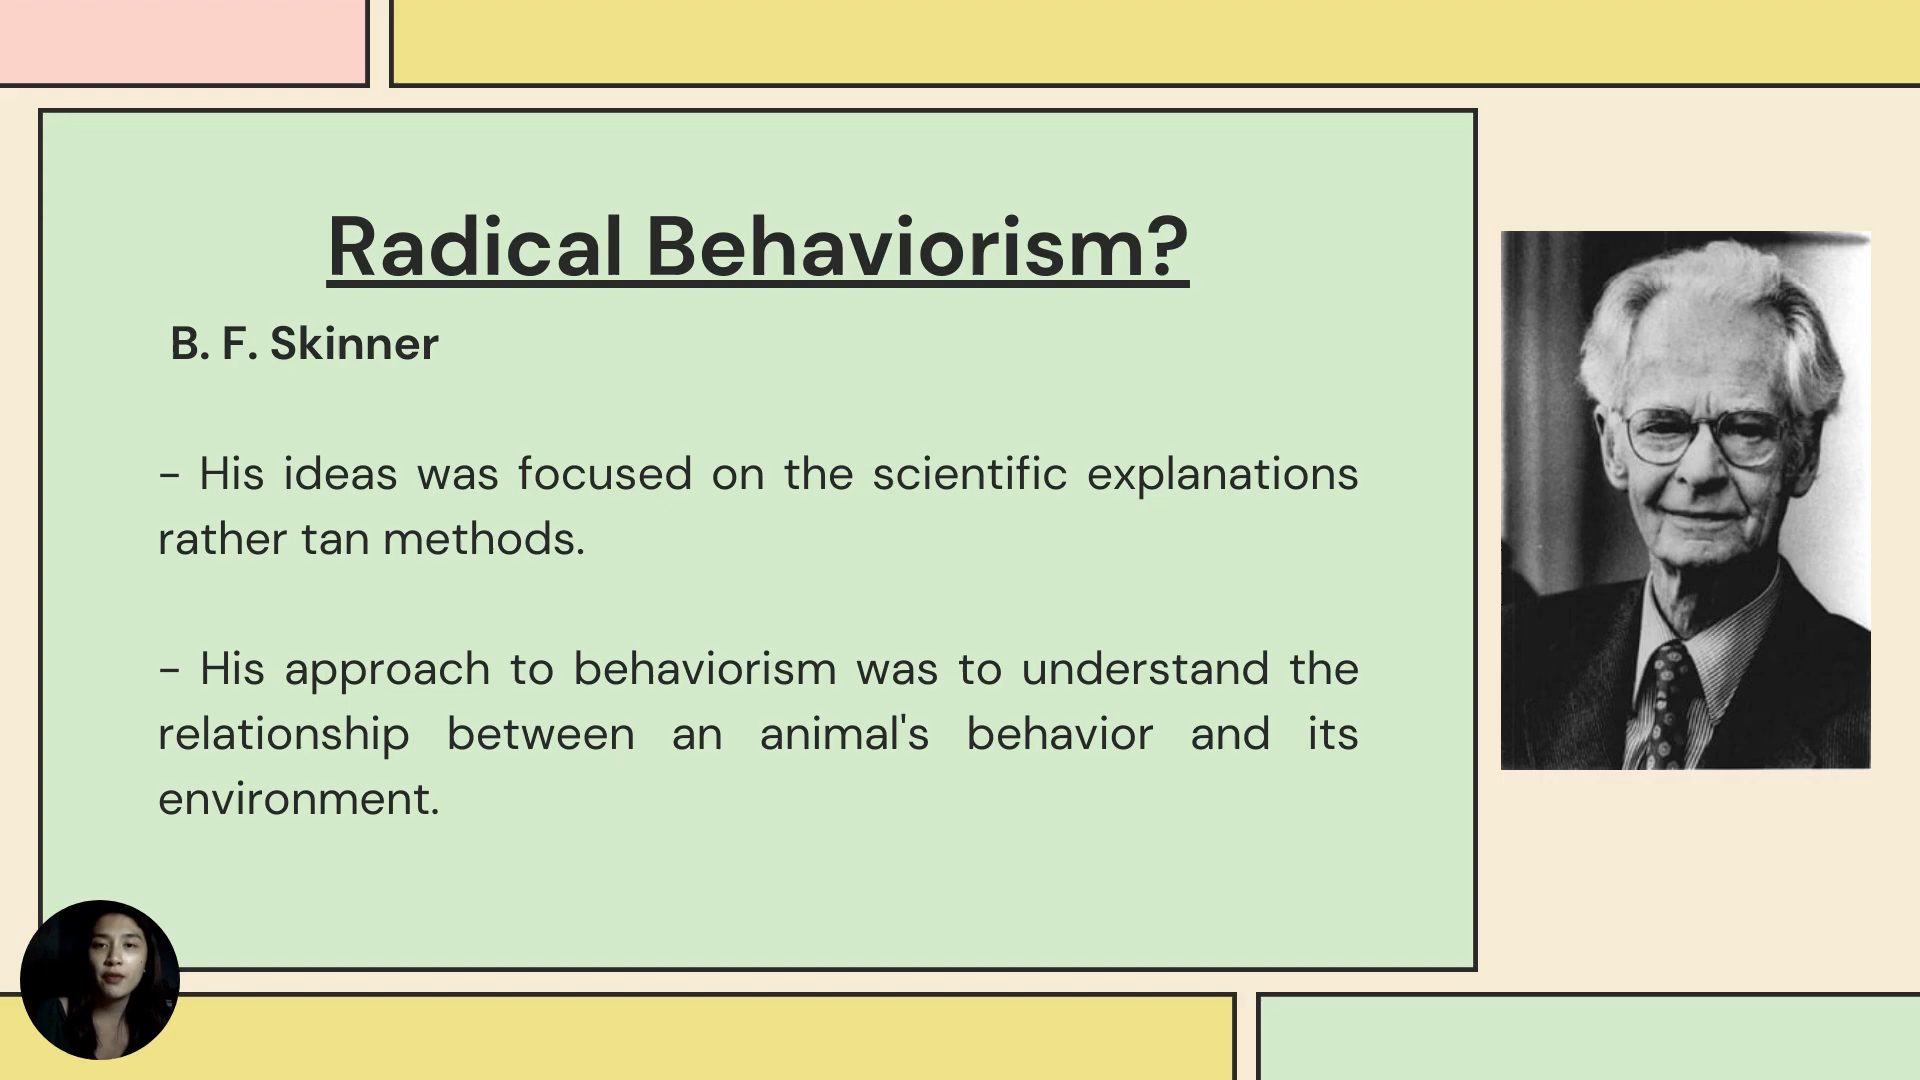 Radical Behaviorism?
B. F. Skinner
– His ideas was focused on the scientific explanations
rather tan methods.
– His approach to behaviorism was to understand the
relationship between an animal's behavior and its
environment.